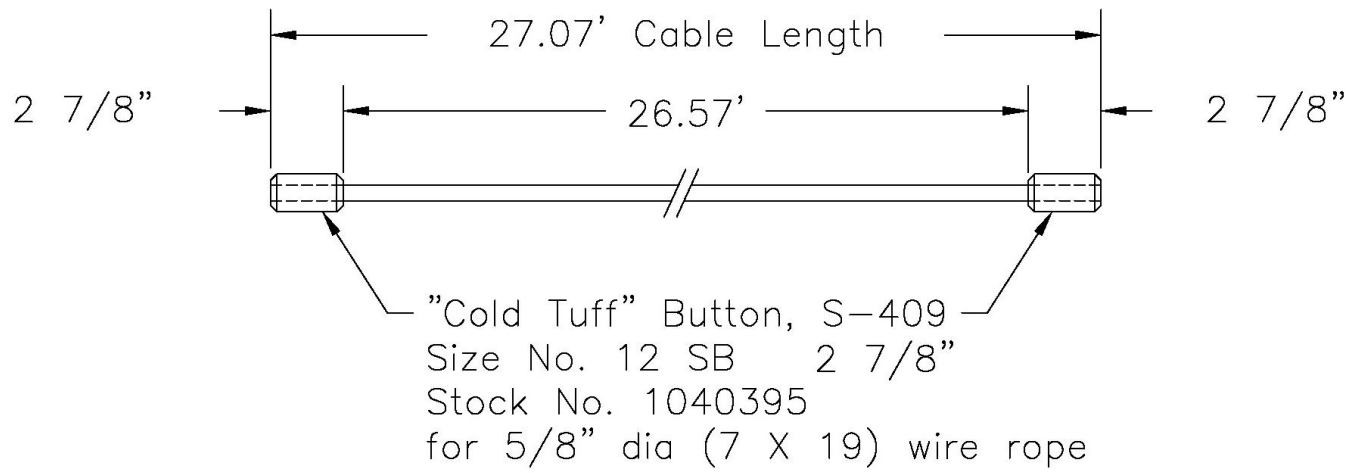 27.07' Cable Length
2 7/8" 26.57' 2 7/8"
"Cold Tuff" Button, S-409
Size No. 12 SB 2 7/8"
Stock No. 1040395
for 5/8" dia (7 X 19) wire rope